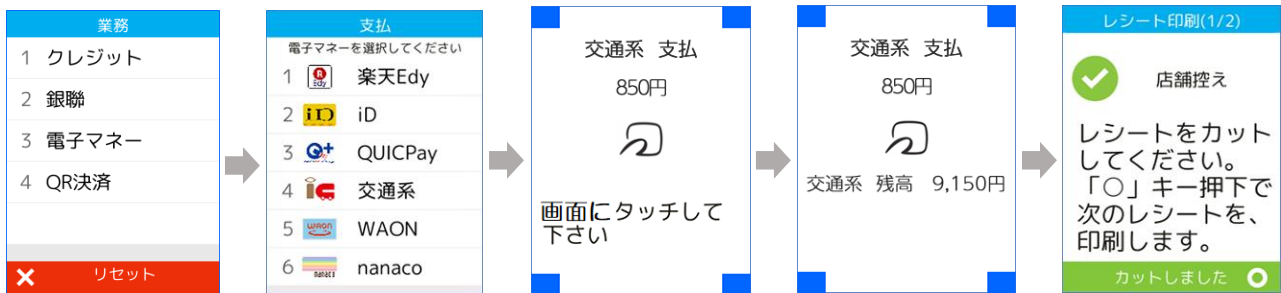 業務
1 クレジット
2 銀聯
3 電子マネー
4 QR決済
リセット
支払
電子マネーを選択してください
1 R Edy 楽天Edy
2 iD iD
3 Q+ QUICPay
4 ic 交通系
5 WAON WAON
6 nanaco nanaco
交通系 支払
850円
画面にタッチして
下さい
交通系 支払
850円
交通系 残高 9,150円
レシート印刷(1/2)
店舗控え
レシートをカット
してください。
「○」キー押下で
次のレシートを、
印刷します。
カットしました